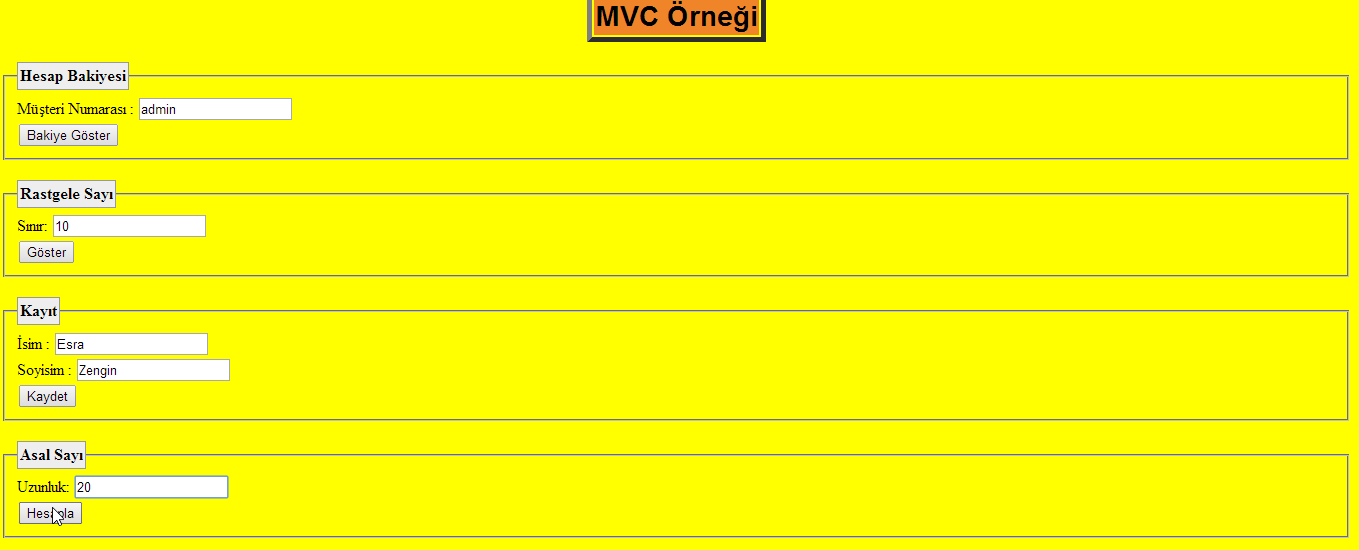 MVC Örneği
Hesap Bakiyesi
Müşteri Numarası : admin
Bakiye Göster
Rastgele Sayı
Sınır: 10
Göster
Kayıt
İsim : Esra
Soyisim : Zengin
Kaydet
Asal Sayı
Uzunluk: 20
Hesapla